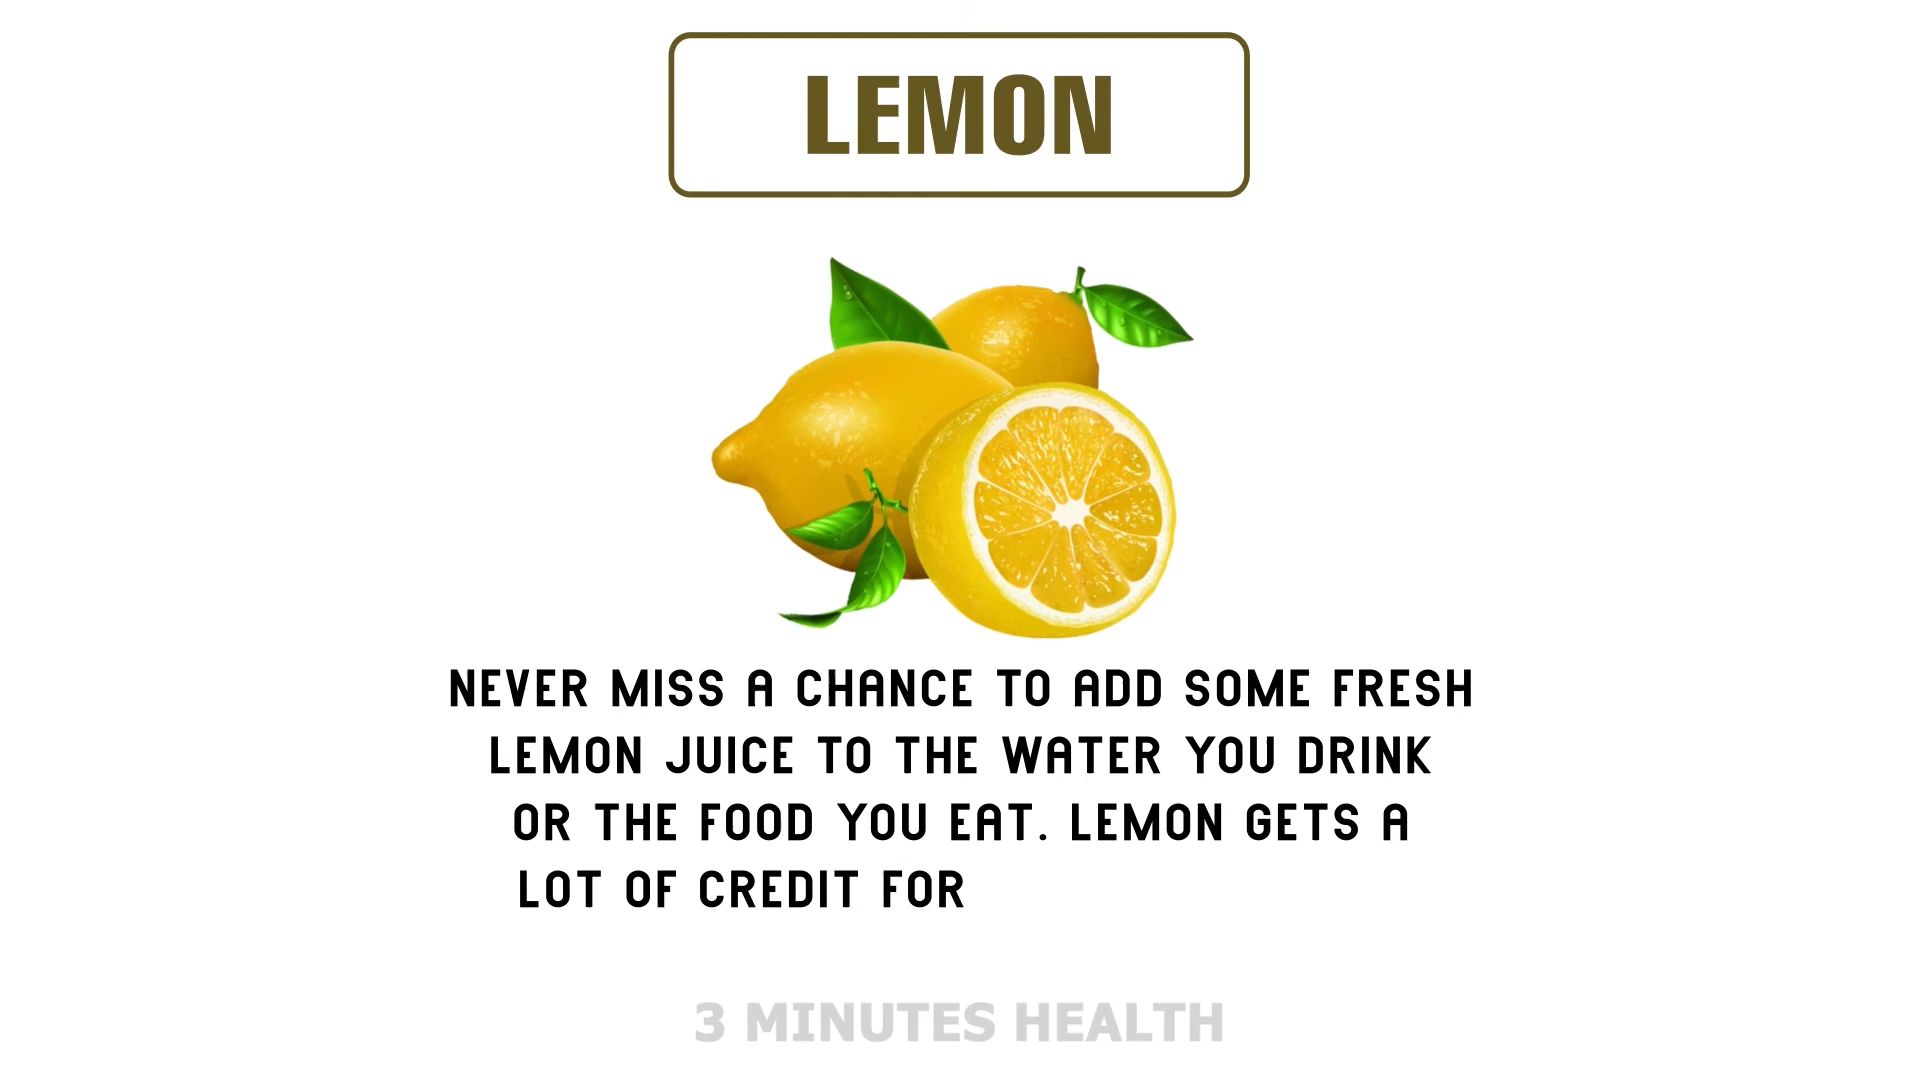 LEMON
NEVER MISS A CHANCE TO ADD SOME FRESH
LEMON JUICE TO THE WATER YOU DRINK
OR THE FOOD YOU EAT. LEMON GETS A
LOT OF CREDIT FOR
3 MINUTES HEALTH